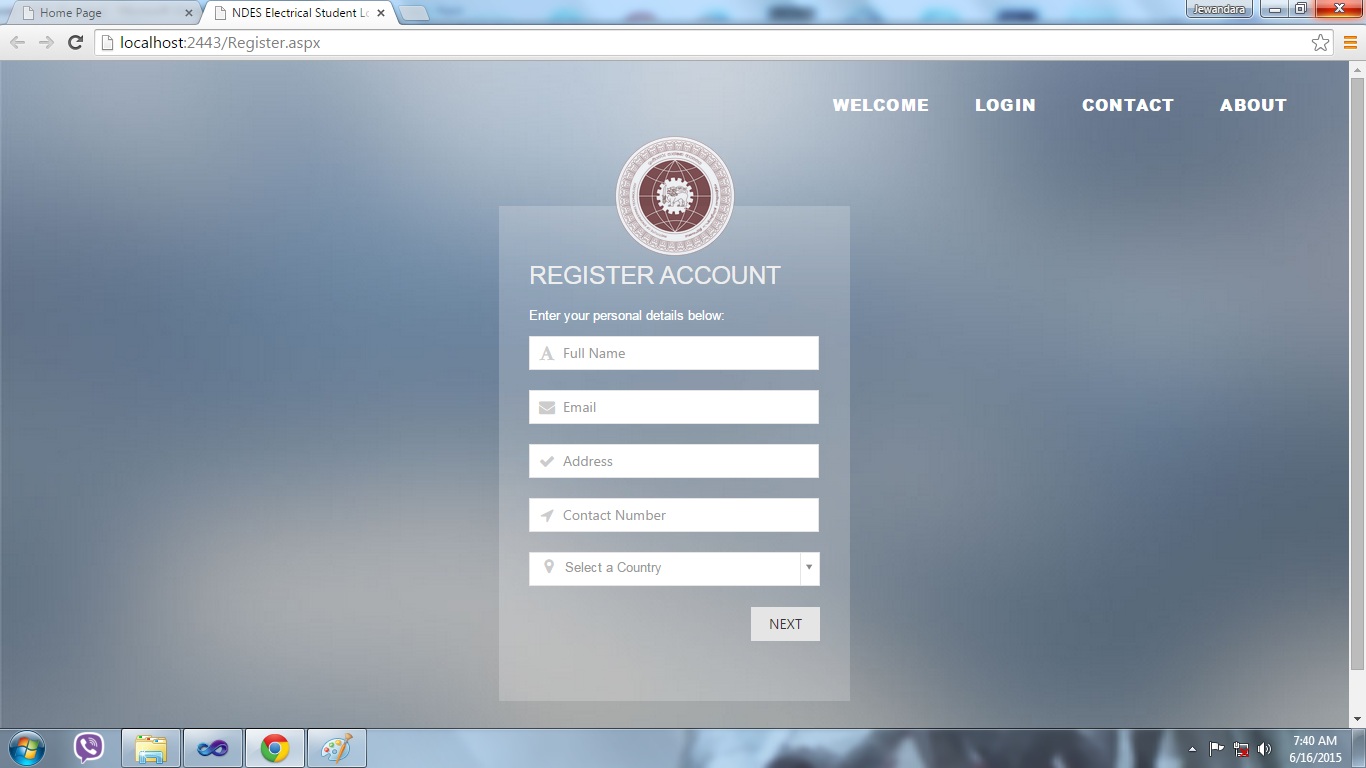 Home Page
NDES Electrical Student Lo
Jewandara
localhost:2443/Register.aspx
WELCOME LOGIN CONTACT ABOUT
REGISTER ACCOUNT
Enter your personal details below:
Full Name
Email
Address
Contact Number
Select a Country
NEXT
7:40 AM
6/16/2015